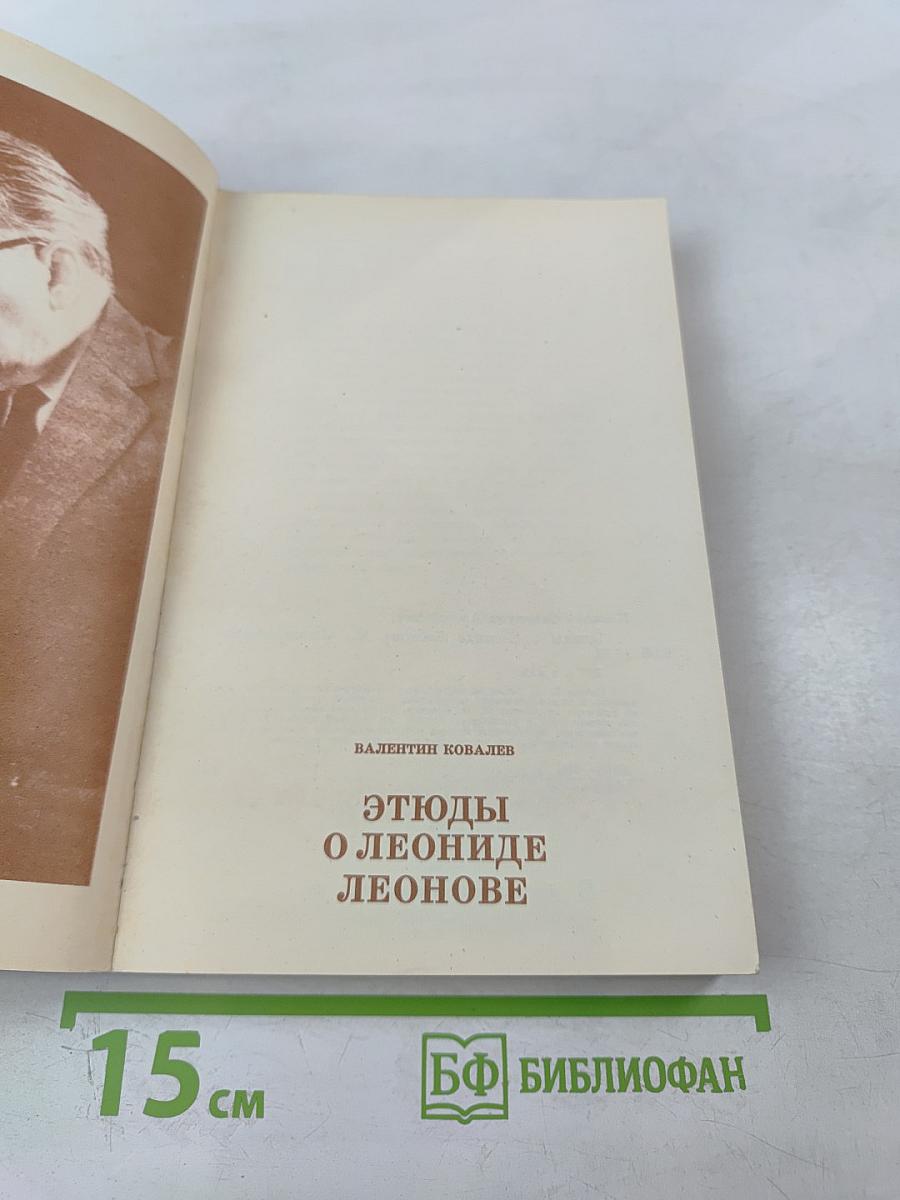 ВАЛЕНТИН КОВАЛЕВ
ЭТЮДЫ
О ЛЕОНИДЕ
ЛЕОНОВЕ
15 см
БФ БИБЛИОФАН